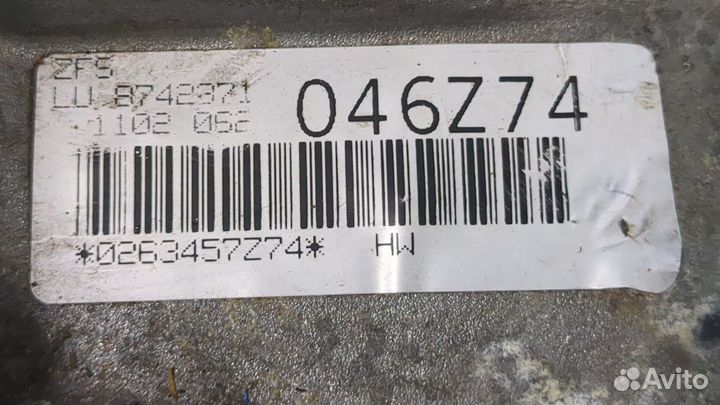 ZFS
LU 8742371
1102 062
046Z74
*0263457Z74* HW
Avito